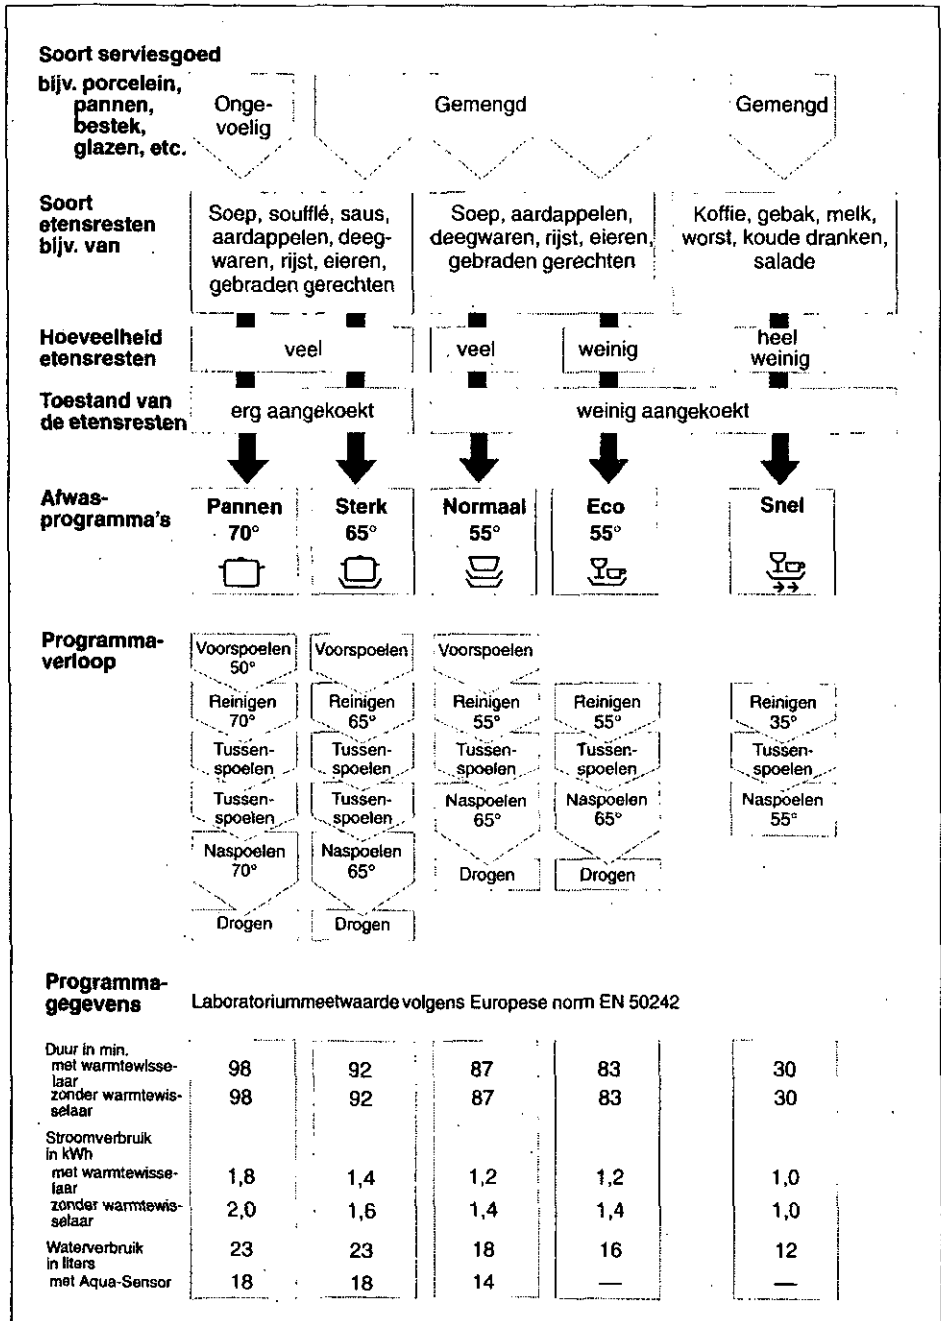 Soort serviesgoed
bijv. porcelein,
pannen,
bestek,
glazen, etc.
Onge-
voelig
Gemengd
Gemengd
Soort
etensresten
bijv. van
Soep, soufflé, saus,
aardappelen, deeg-
waren, rijst, eieren,
gebraden gerechten
Soep, aardappelen,
deegwaren, rijst, eieren,
gebraden gerechten
Koffie, gebak, melk,
worst, koude dranken,
salade
Hoeveelheid
etensresten
veel
veel
weinig
heel
weinig
Toestand van
de etensresten
erg aangekoekt
weinig aangekoekt
Afwas-
programma's
Pannen
70°
Sterk
65°
Normaal
55°
Eco
55°
Snel
Programma-
verloop
Voorspoelen
50°
Voorspoelen
Voorspoelen
Reinigen
70°
Reinigen
65°
Reinigen
55°
Reinigen
55°
Reinigen
35°
Tussen-
spoelen
Tussen-
spoelen
Tussen-
spoelen
Tussen-
spoelen
Tussen-
spoelen
Tussen-
spoelen
Tussen-
spoelen
Naspoelen
65°
Naspoelen
65°
Naspoelen
55°
Naspoelen
70°
Naspoelen
65°
Drogen
Drogen
Drogen
Drogen
Programma-
gegevens
Laboratoriummeetwaarde volgens Europese norm EN 50242
Duur in min.
met warmtewisse-
laar
98 92 87 83 30
zonder warmtewis-
selaar
98 92 87 83 30
Stroomverbruik
in kWh
met warmtewisse-
laar
1,8 1,4 1,2 1,2 1,0
zonder warmtewis-
selaar
2,0 1,6 1,4 1,4 1,0
Waterverbruik
in liters
23 23 18 16 12
met Aqua-Sensor
18 18 14 — —